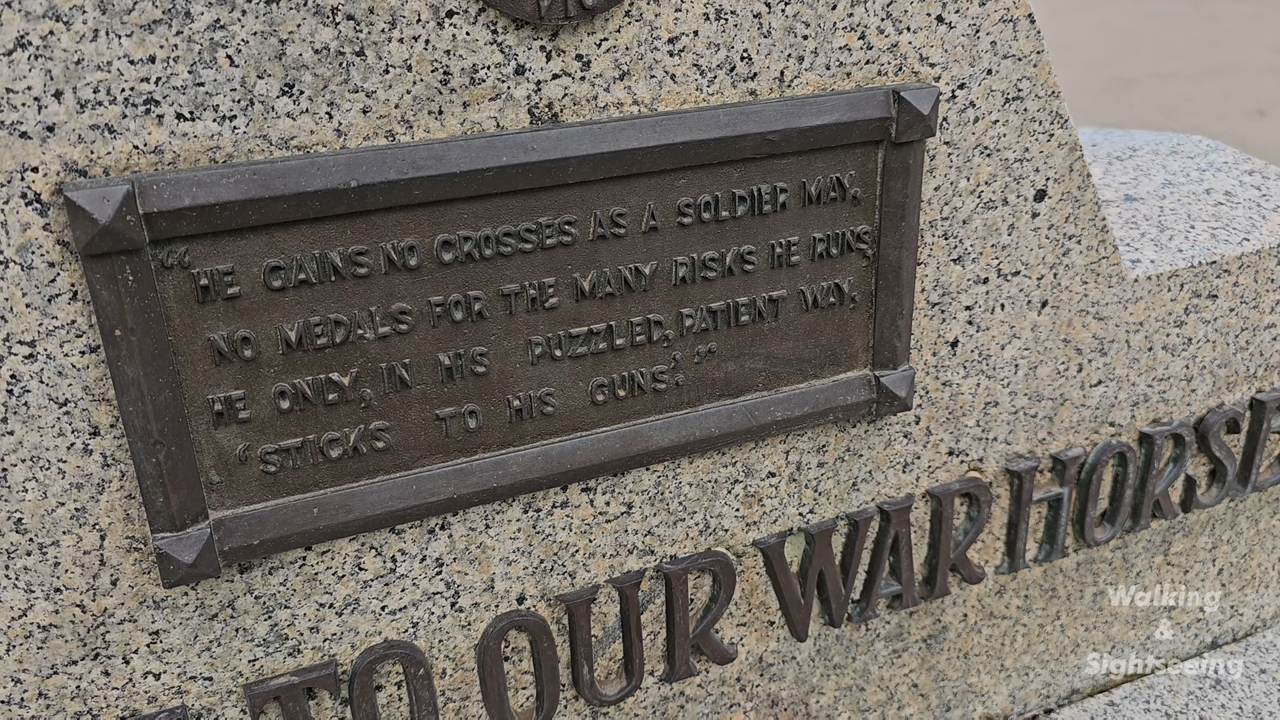 “HE GAINS NO CROSSES AS A SOLDIER MAY,
NO MEDALS FOR THE MANY RISKS HE RUNS
HE ONLY, IN HIS PUZZLED, PATIENT WAY,
‘STICKS TO HIS GUNS’.”
TO OUR WAR HORSE
Walking
&
Sightseeing